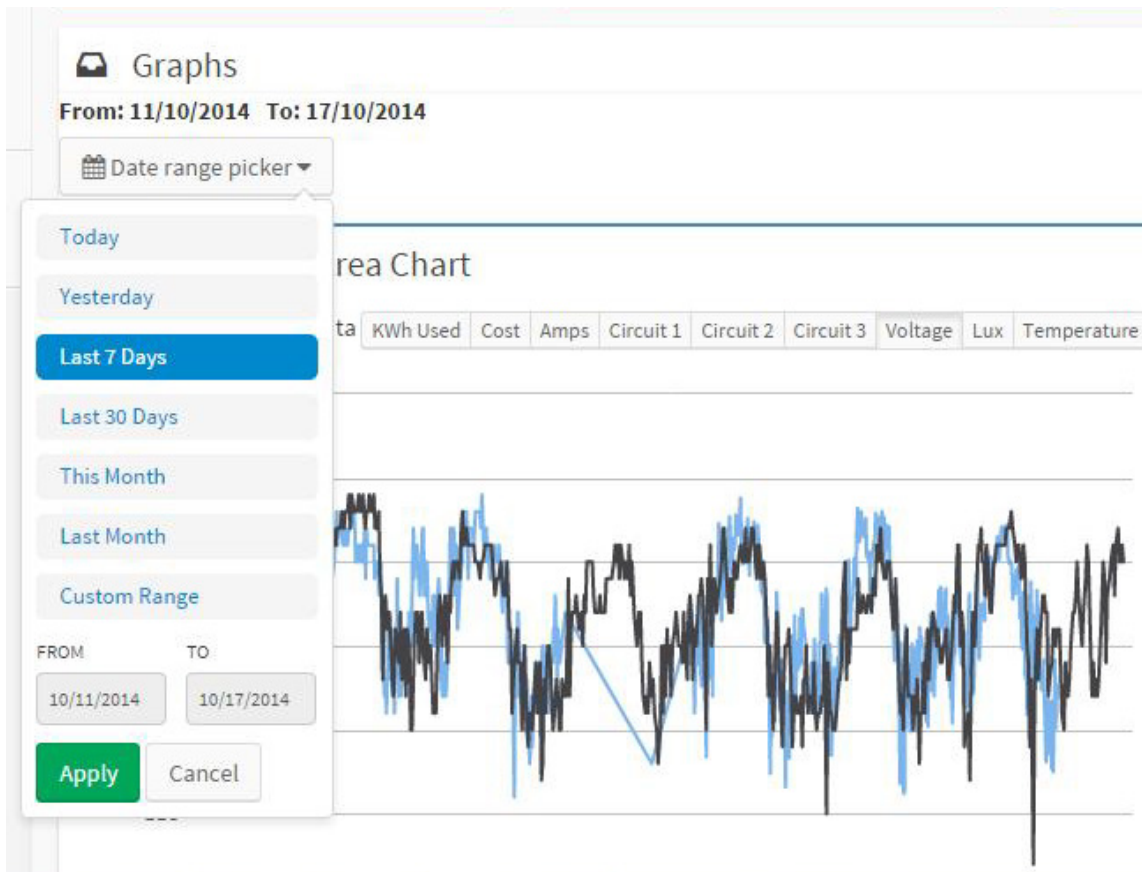 Graphs
From: 11/10/2014 To: 17/10/2014
Date range picker
Today
rea Chart
Yesterday
ta KWh Used Cost Amps Circuit 1 Circuit 2 Circuit 3 Voltage Lux Temperature
Last 7 Days
Last 30 Days
This Month
Last Month
Custom Range
FROM TO
10/11/2014 10/17/2014
Apply Cancel